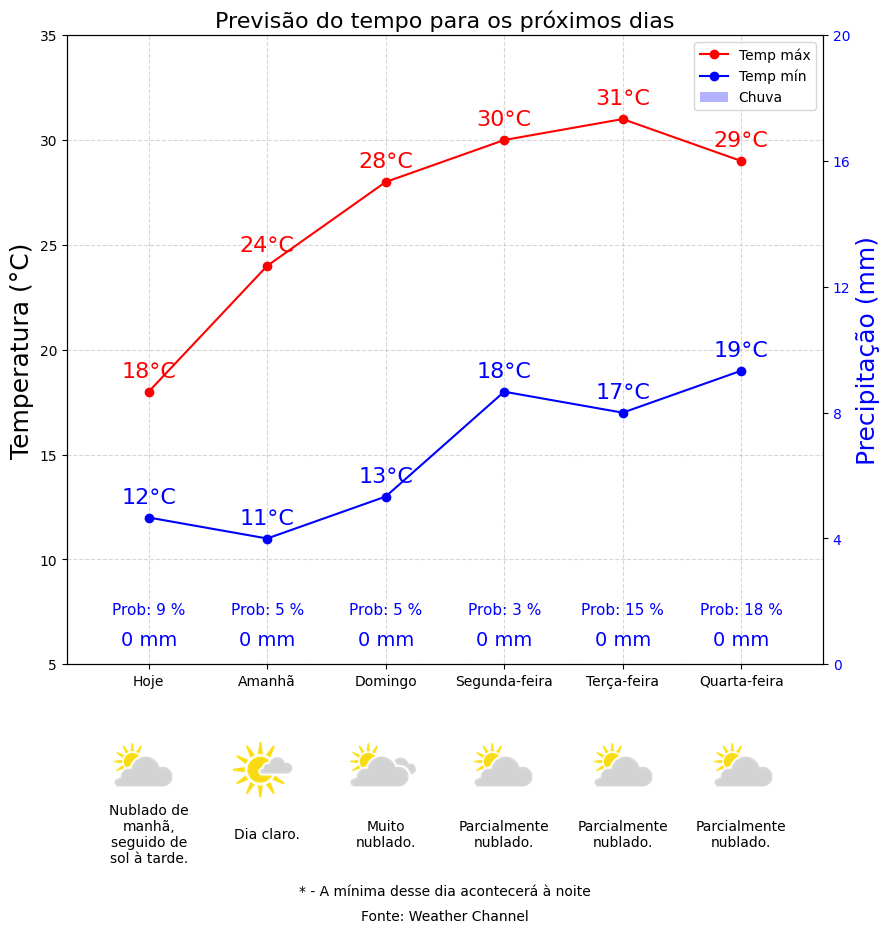 Previsão do tempo para os próximos dias
Temperatura (°C)
Precipitação (mm)
35
30
25
20
15
10
5
20
16
12
8
4
0
Temp máx
Temp mín
Chuva
18°C
24°C
28°C
30°C
31°C
29°C
12°C
11°C
13°C
18°C
17°C
19°C
Prob: 9 %
Prob: 5 %
Prob: 5 %
Prob: 3 %
Prob: 15 %
Prob: 18 %
0 mm
0 mm
0 mm
0 mm
0 mm
0 mm
Hoje
Amanhã
Domingo
Segunda-feira
Terça-feira
Quarta-feira
Nublado de
manhã,
seguido de
sol à tarde.
Dia claro.
Muito
nublado.
Parcialmente
nublado.
Parcialmente
nublado.
Parcialmente
nublado.
* - A mínima desse dia acontecerá à noite
Fonte: Weather Channel